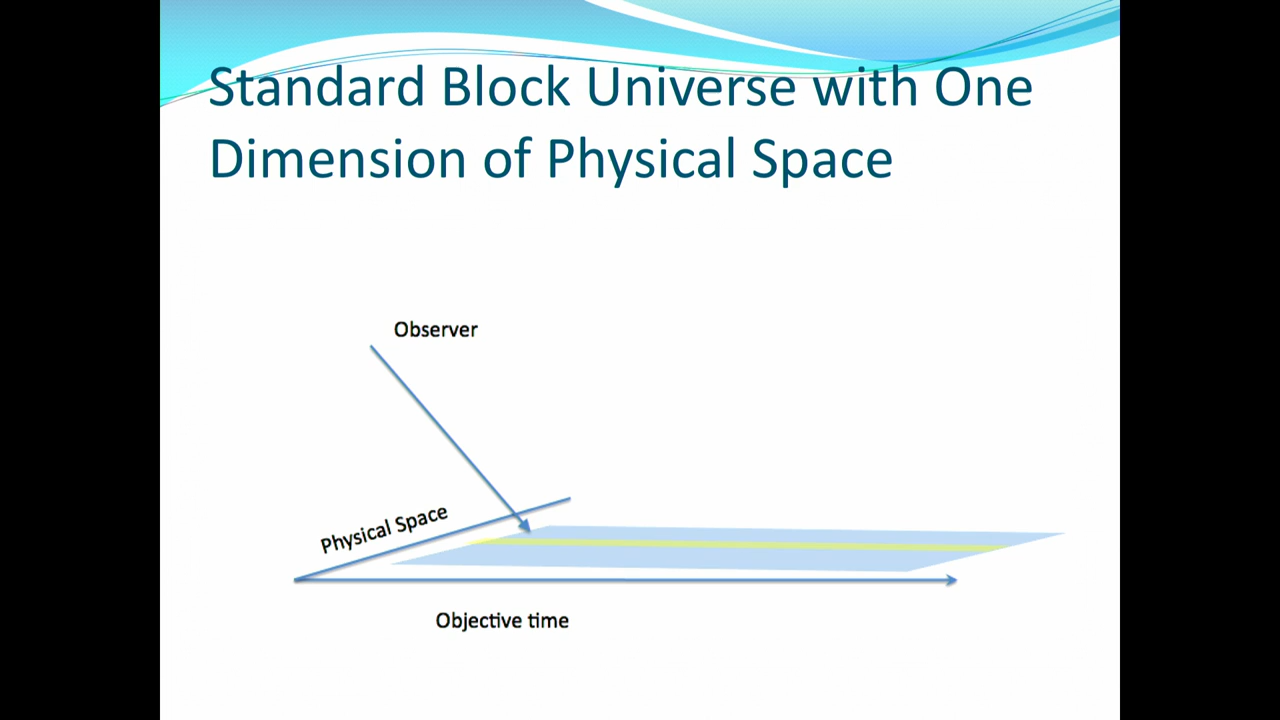 Standard Block Universe with One
Dimension of Physical Space
Observer
Physical Space
Objective time